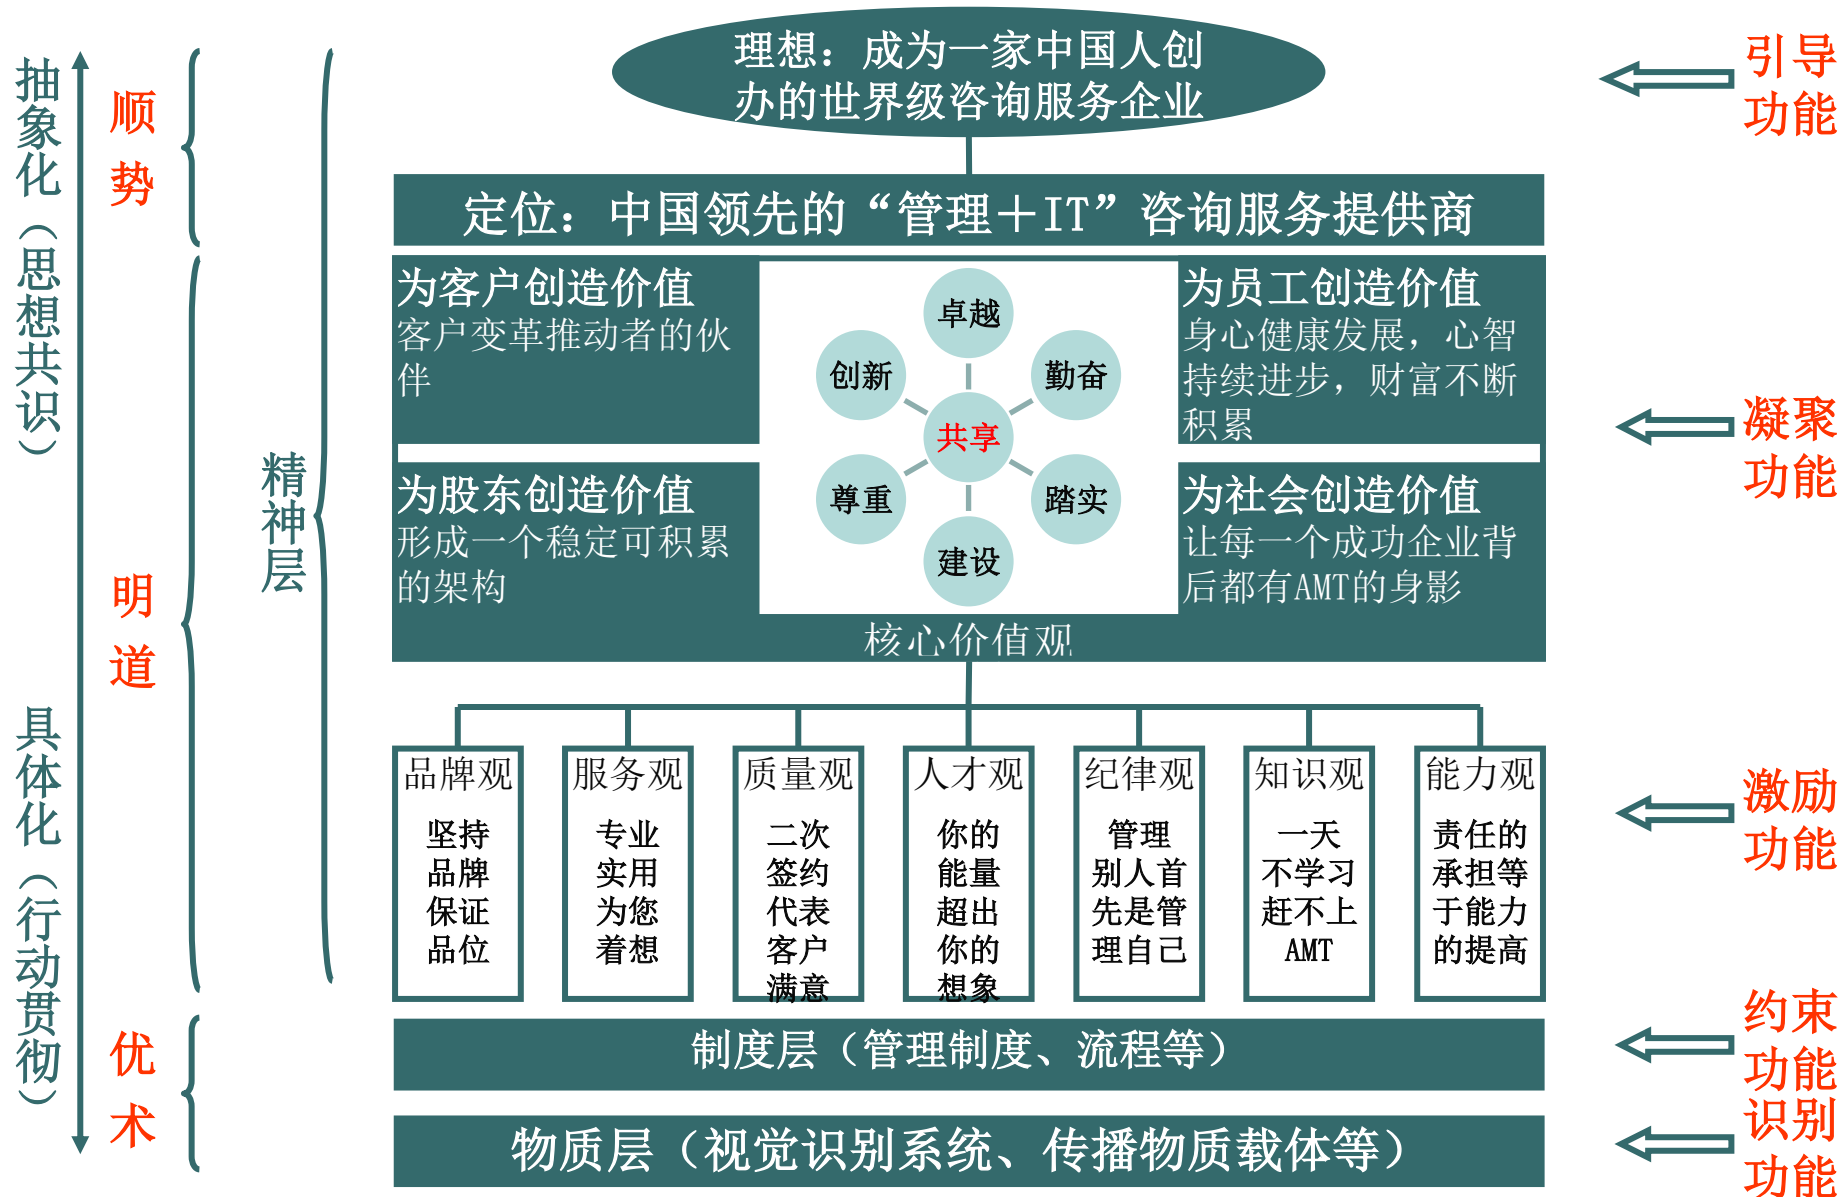 抽象化（思想共识）
具体化（行动贯彻）
顺
势
明
道
优
术
精神层
理想：成为一家中国人创
办的世界级咨询服务企业
定位：中国领先的“管理＋IT”咨询服务提供商
为客户创造价值
客户变革推动者的伙
伴
为员工创造价值
身心健康发展，心智
持续进步，财富不断
积累
为股东创造价值
形成一个稳定可积累
的架构
为社会创造价值
让每一个成功企业背
后都有AMT的身影
卓越
创新
勤奋
共享
尊重
踏实
建设
核心价值观
品牌观
坚持
品牌
保证
品位
服务观
专业
实用
为您
着想
质量观
二次
签约
代表
客户
满意
人才观
你的
能量
超出
你的
想象
纪律观
管理
别人首
先是管
理自己
知识观
一天
不学习
赶不上
AMT
能力观
责任的
承担等
于能力
的提高
制度层（管理制度、流程等）
物质层（视觉识别系统、传播物质载体等）
引导
功能
凝聚
功能
激励
功能
约束
功能
识别
功能